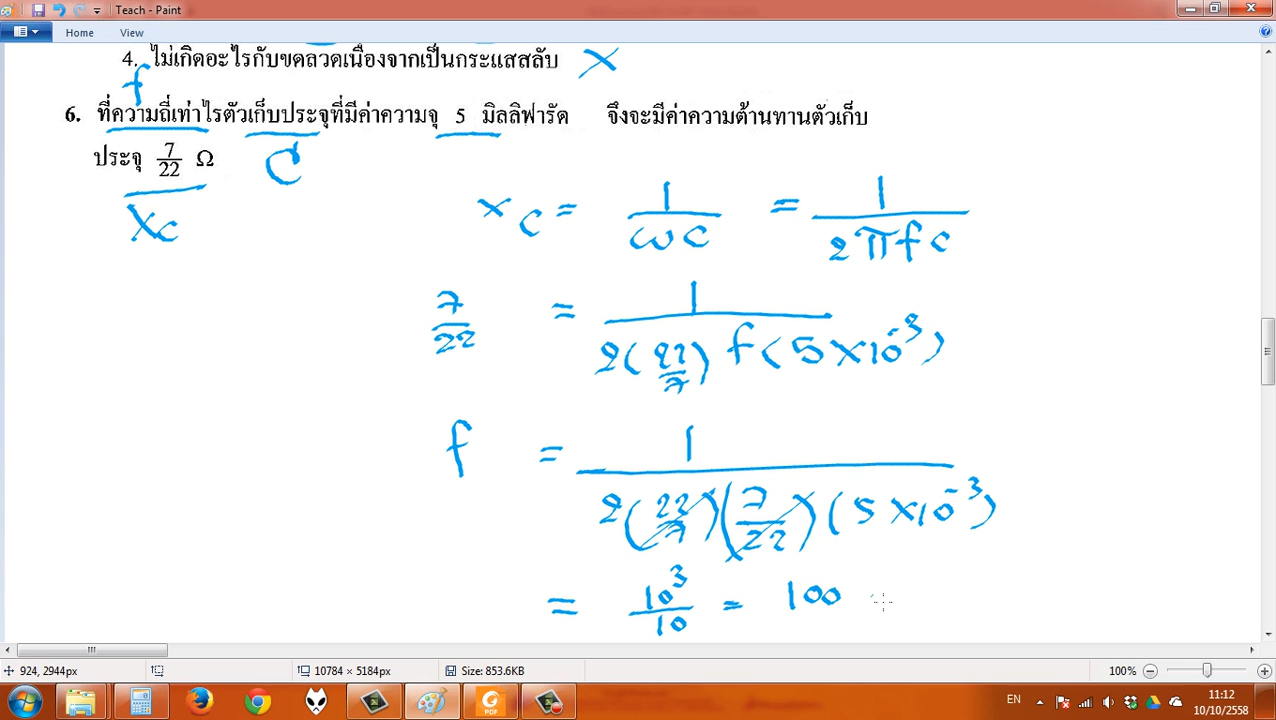 Teach - Paint
Home View
4. ไม่เกิดอะไรกับขดลวดเนื่องจากเป็นกระแสสลับ X
f
6. ที่ความถี่เท่าไรตัวเก็บประจุที่มีค่าความจุ 5 มิลลิฟารัด จึงจะมีค่าความต้านทานตัวเก็บ
ประจุ 7/22 Ω C
Xc
Xc = 1/ωc = 1/2πfc
7/22 = 1/2(22/7)f(5×10⁻³)
f = 1/2(22/7)(7/22)(5×10⁻³)
= 10³/10 = 100
924, 2944px 10784 × 5184px Size: 853.6KB 100%
EN 11:12
10/10/2558
PDF